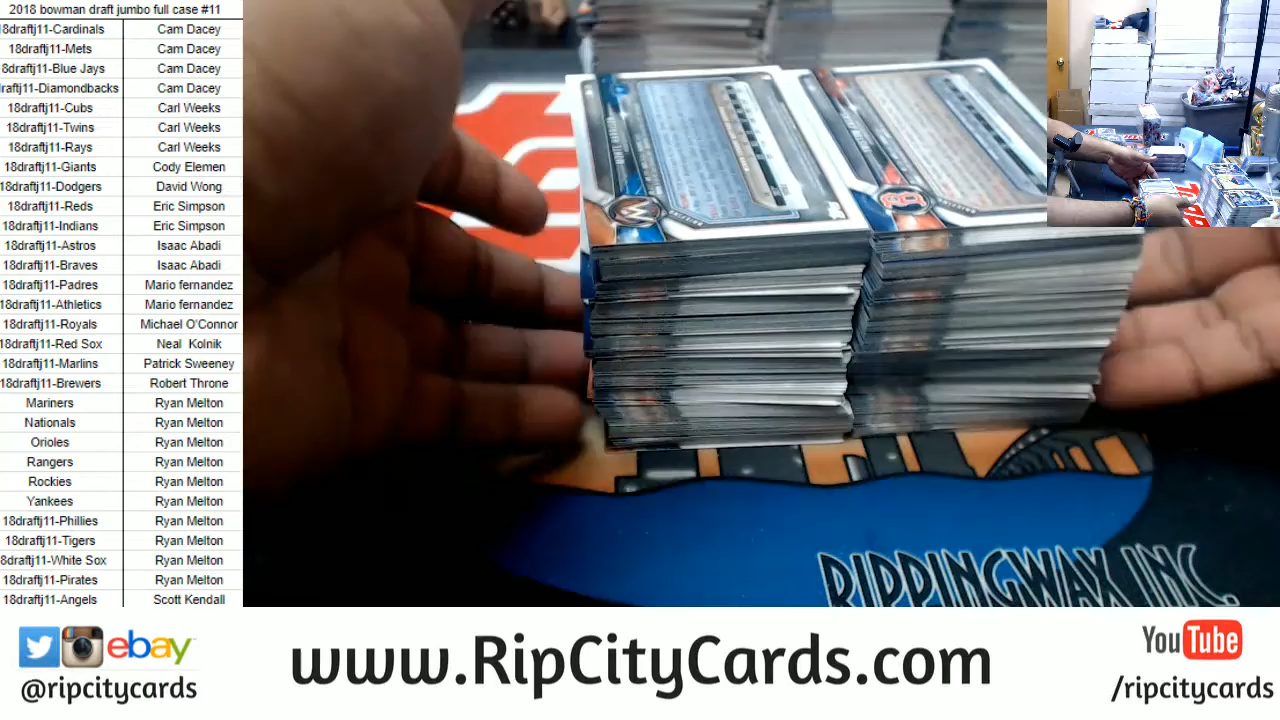 2018 bowman draft jumbo full case #11
18draftj11-Cardinals Cam Dacey
18draftj11-Mets Cam Dacey
18draftj11-Blue Jays Cam Dacey
draftj11-Diamondbacks Cam Dacey
18draftj11-Cubs Carl Weeks
18draftj11-Twins Carl Weeks
18draftj11-Rays Carl Weeks
18draftj11-Giants Cody Elemen
18draftj11-Dodgers David Wong
18draftj11-Reds Eric Simpson
18draftj11-Indians Eric Simpson
18draftj11-Astros Isaac Abadi
18draftj11-Braves Isaac Abadi
18draftj11-Padres Mario fernandez
18draftj11-Athletics Mario fernandez
18draftj11-Royals Michael O'Connor
18draftj11-Red Sox Neal Kolnik
18draftj11-Marlins Patrick Sweeney
18draftj11-Brewers Robert Throne
Mariners Ryan Melton
Nationals Ryan Melton
Orioles Ryan Melton
Rangers Ryan Melton
Rockies Ryan Melton
Yankees Ryan Melton
18draftj11-Phillies Ryan Melton
18draftj11-Tigers Ryan Melton
8draftj11-White Sox Ryan Melton
18draftj11-Pirates Ryan Melton
18draftj11-Angels Scott Kendall
RIPPINGWAX INC.
ebay
@ripcitycards
www.RipCityCards.com
YouTube
/ripcitycards